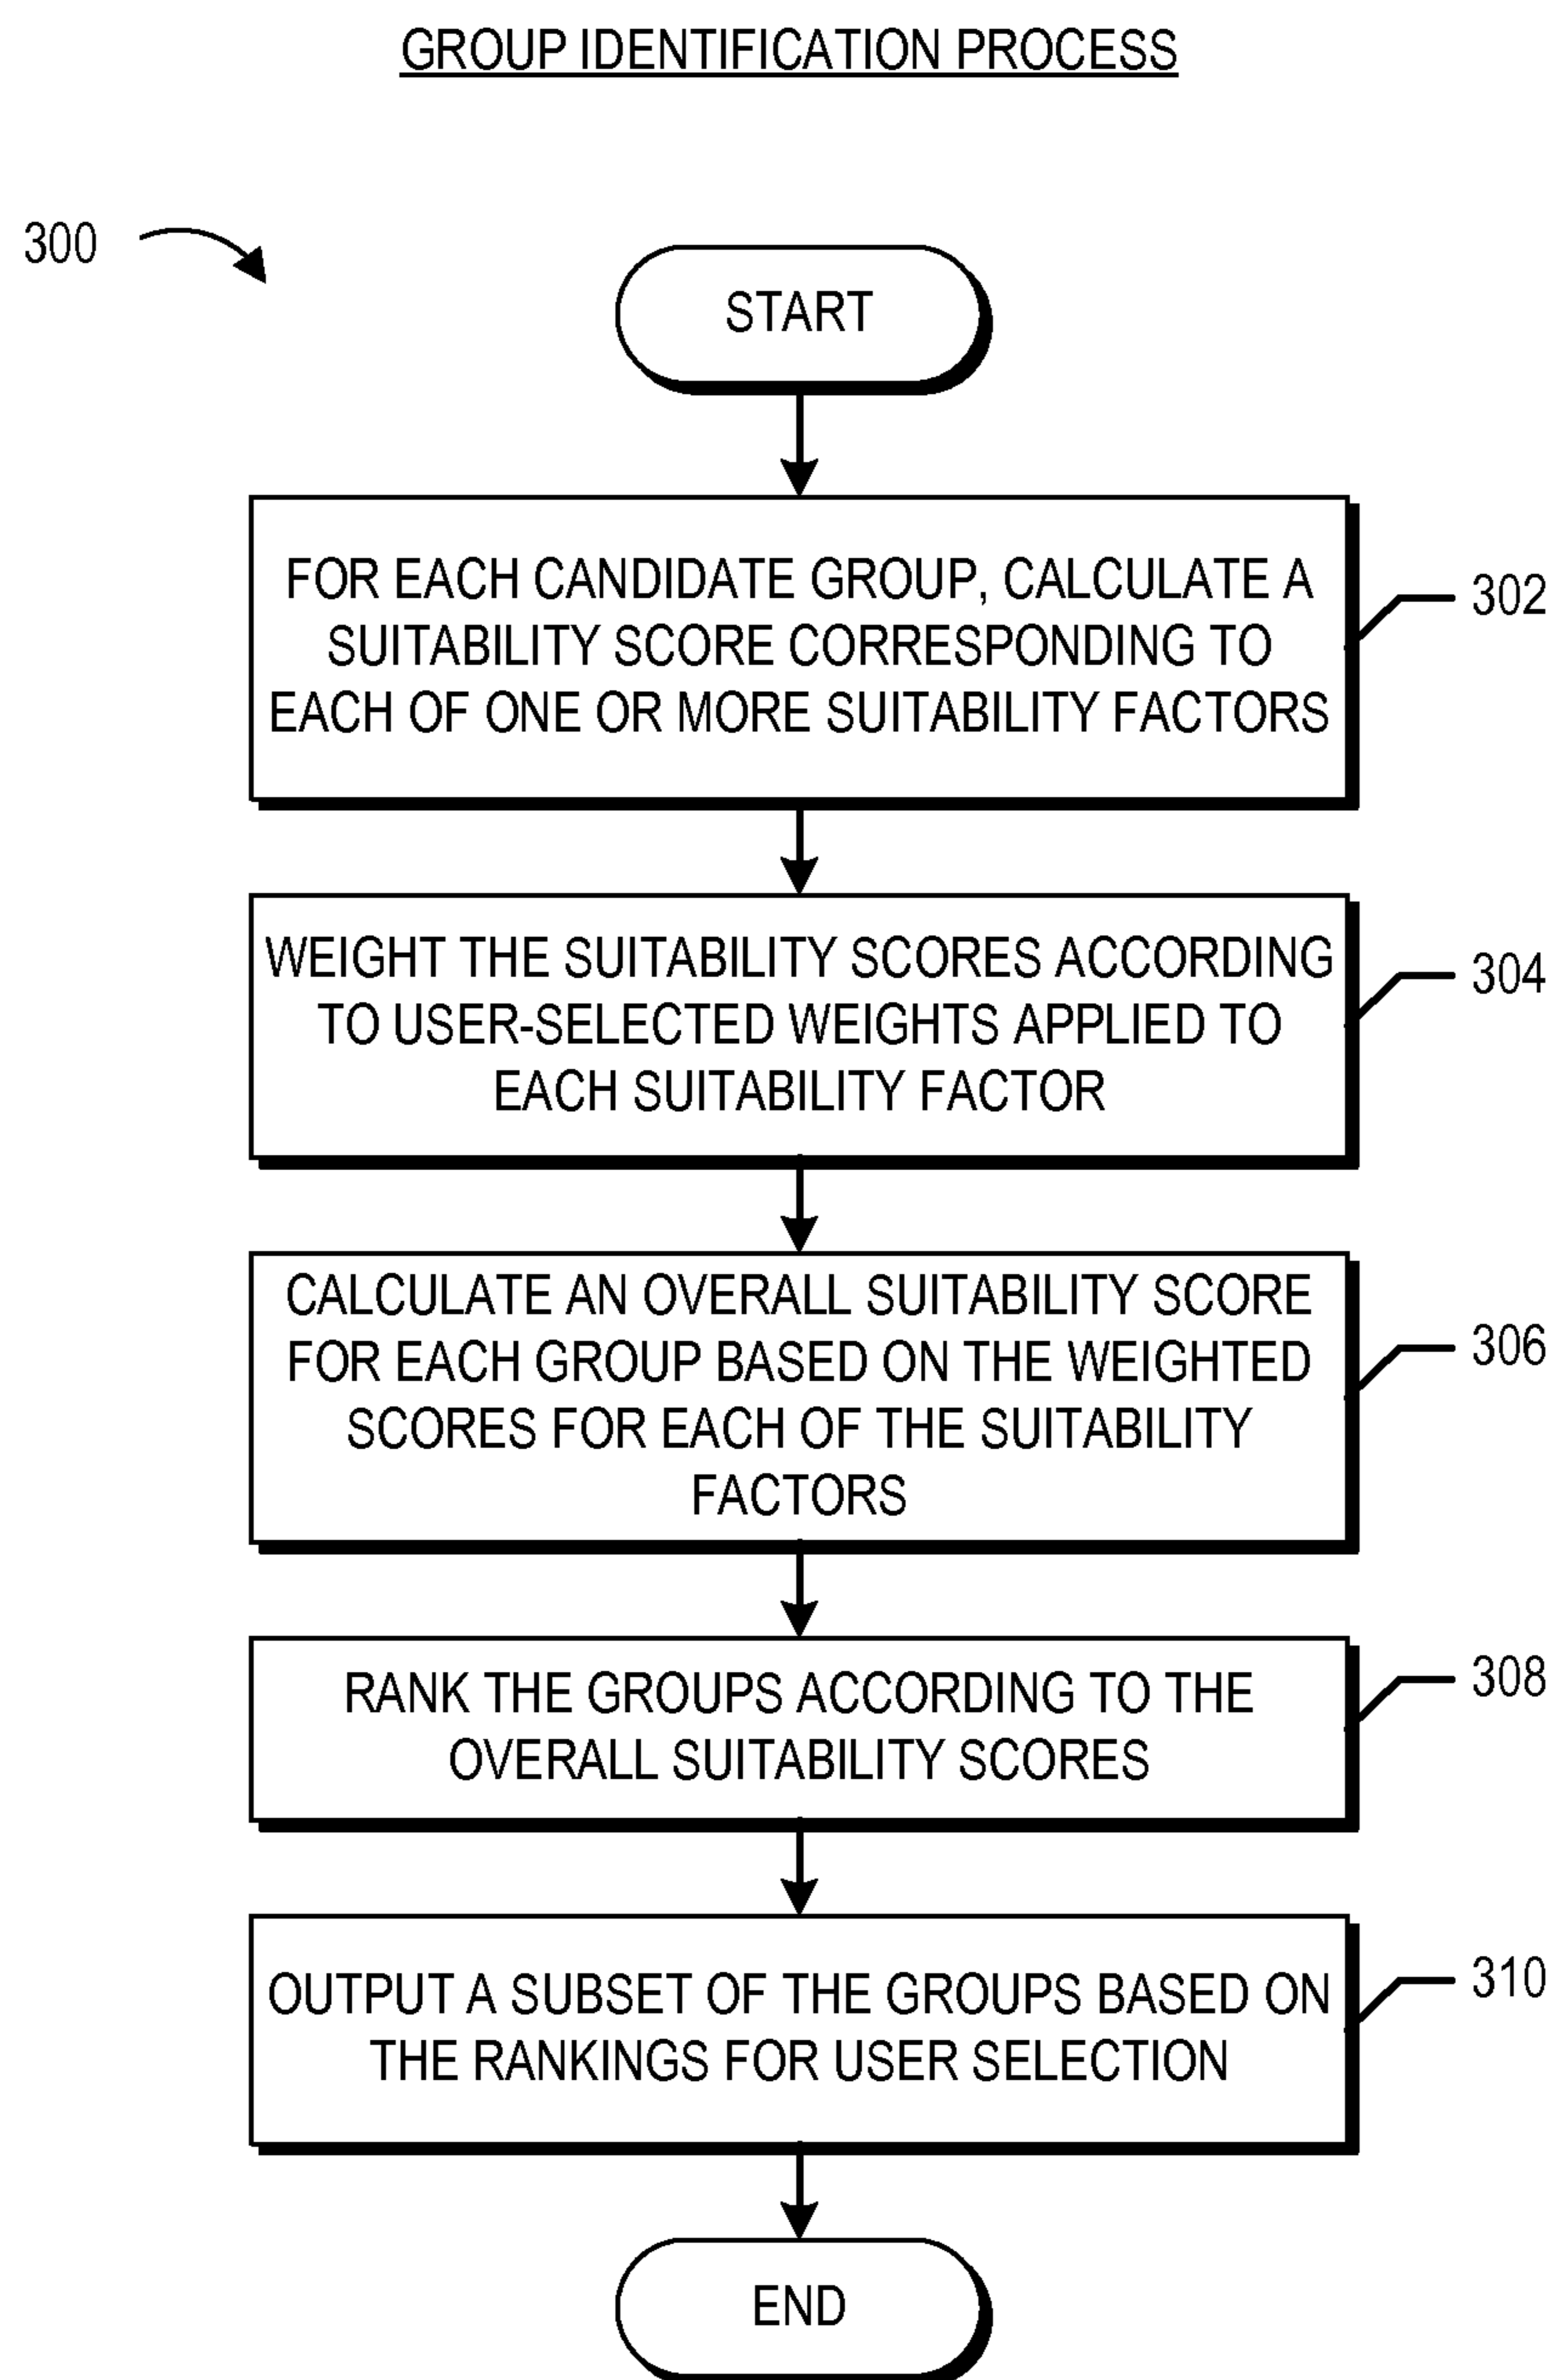 GROUP IDENTIFICATION PROCESS
300
START
FOR EACH CANDIDATE GROUP, CALCULATE A
SUITABILITY SCORE CORRESPONDING TO
EACH OF ONE OR MORE SUITABILITY FACTORS
302
WEIGHT THE SUITABILITY SCORES ACCORDING
TO USER-SELECTED WEIGHTS APPLIED TO
EACH SUITABILITY FACTOR
304
CALCULATE AN OVERALL SUITABILITY SCORE
FOR EACH GROUP BASED ON THE WEIGHTED
SCORES FOR EACH OF THE SUITABILITY
FACTORS
306
RANK THE GROUPS ACCORDING TO THE
OVERALL SUITABILITY SCORES
308
OUTPUT A SUBSET OF THE GROUPS BASED ON
THE RANKINGS FOR USER SELECTION
310
END